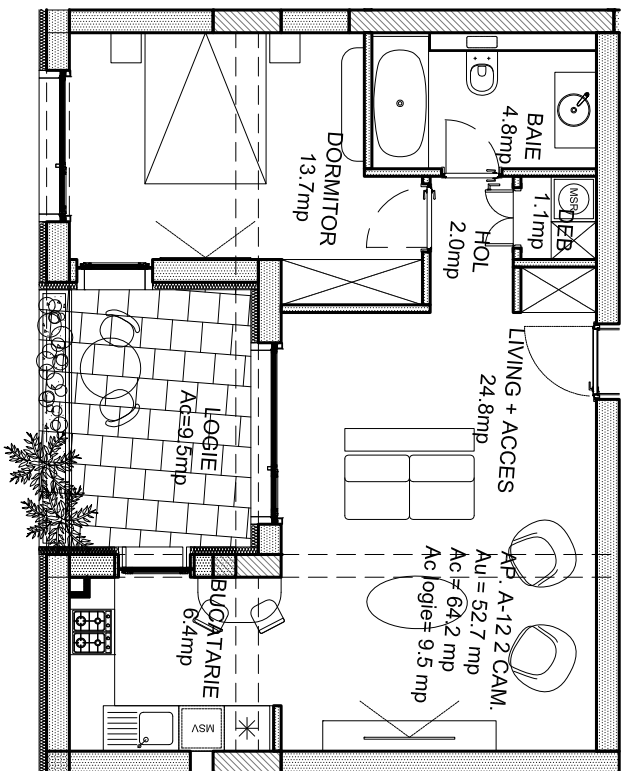 BAIE
4.8mp
DORMITOR
13.7mp
HOL
2.0mp
DEB
1.1mp
MSR
LIVING + ACCES
24.8mp
LOGIE
Ac=9.5mp
AP. A-12 2 CAM.
Au = 52.7 mp
Ac = 64.2 mp
Ac logie= 9.5 mp
BUCATARIE
6.4mp
MSV